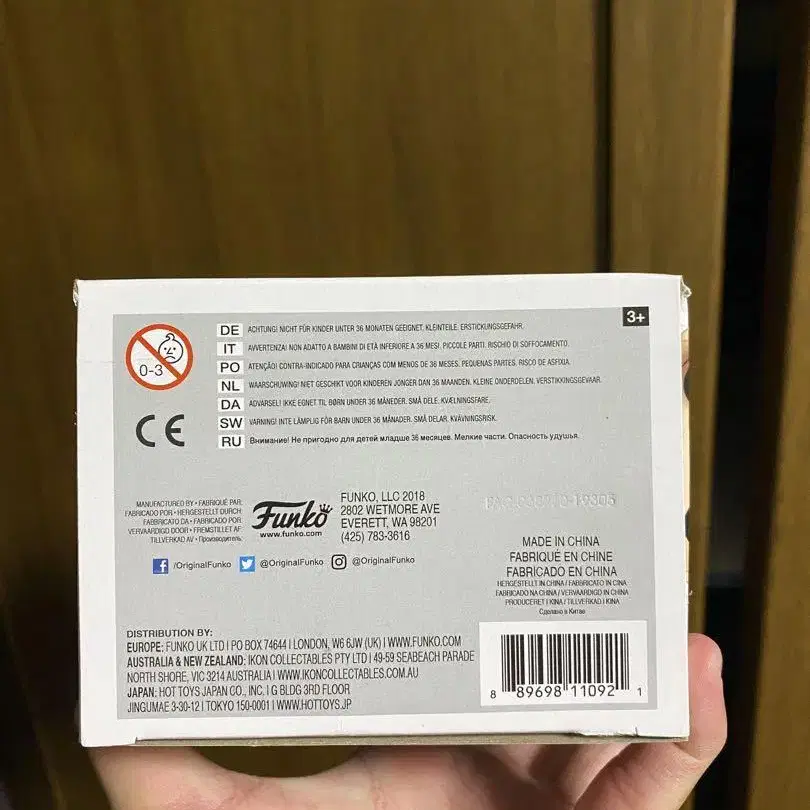 3+
0-3
DE ACHTUNG! NICHT FÜR KINDER UNTER 36 MONATEN GEEIGNET. KLEINTEILE. ERSTICKUNGSGEFAHR.
IT AVVERTENZA! NON ADATTO A BAMBINI DI ETÀ INFERIORE A 36 MESI. PICCOLE PARTI. RISCHIO DI SOFFOCAMENTO.
PO ATENÇÃO! CONTRA-INDICADO PARA CRIANÇAS COM MENOS DE 36 MESES. PEQUENAS PARTES. RISCO DE ASFIXIA.
NL WAARSCHUWING! NIET GESCHIKT VOOR KINDEREN JONGER DAN 36 MAANDEN. KLEINE ONDERDELEN. VERSTIKKINGSGEVAAR.
DA ADVARSEL! IKKE EGNET TIL BØRN UNDER 36 MÅNEDER. SMÅ DELE. KVÆLNINGSFARE.
SW VARNING! INTE LÄMPLIG FÖR BARN UNDER 36 MÅNADER. SMÅ DELAR. KVÄVNINGSRISK.
RU Внимание! Не пригодно для детей младше 36 месяцев. Мелкие части. Опасность удушья.
CE
MANUFACTURED BY • FABRIQUÉ PAR
FABRICADO POR • HERGESTELLT DURCH
FABBRICATO DA • FABRICADO POR
VERVAARDIGD DOOR • FREMSTILLET AF
TILLVERKAD AV • Производитель:
Funko
www.funko.com
FUNKO, LLC 2018
2802 WETMORE AVE
EVERETT, WA 98201
(425) 783-3616
/OriginalFunko @OriginalFunko @OriginalFunko
MADE IN CHINA
FABRIQUÉ EN CHINE
FABRICADO EN CHINA
HERGESTELLT IN CHINA / FABBRICATO IN CINA
FABRICADO NA CHINA / VERVAARDIGD IN CHINA
PRODUCERET I KINA / TILLVERKAD I KINA
Сделано в Китае
DISTRIBUTION BY:
EUROPE: FUNKO UK LTD | PO BOX 74644 | LONDON, W6 6JW (UK) | WWW.FUNKO.COM
AUSTRALIA & NEW ZEALAND: IKON COLLECTABLES PTY LTD | 49-59 SEABEACH PARADE
NORTH SHORE, VIC 3214 AUSTRALIA | WWW.IKONCOLLECTABLES.COM.AU
JAPAN: HOT TOYS JAPAN CO., INC. | G BLDG 3RD FLOOR
JINGUMAE 3-30-12 | TOKYO 150-0001 | WWW.HOTTOYS.JP
8 89698 11092 1